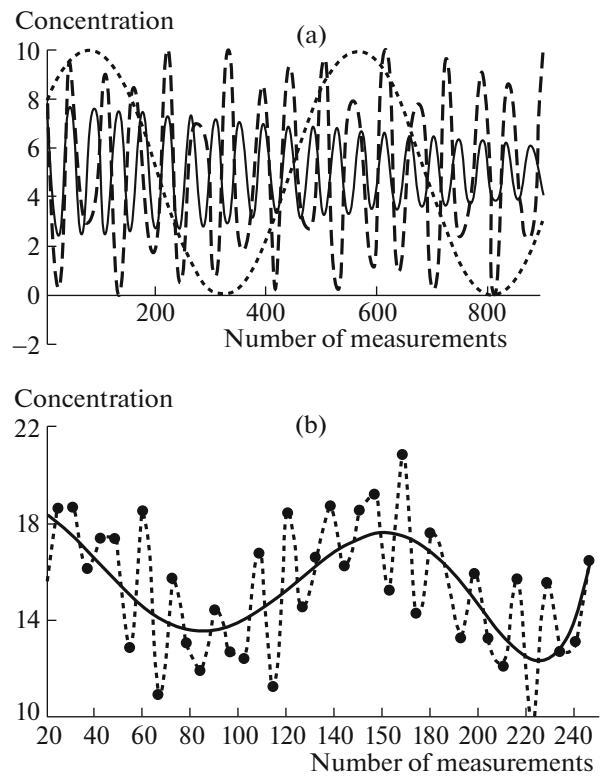 Concentration
(a)
10
8
6
4
2
0
–2
200 400 600 800
Number of measurements
Concentration
(b)
22
18
14
10
20 40 60 80 100 120 140 160 180 200 220 240
Number of measurements